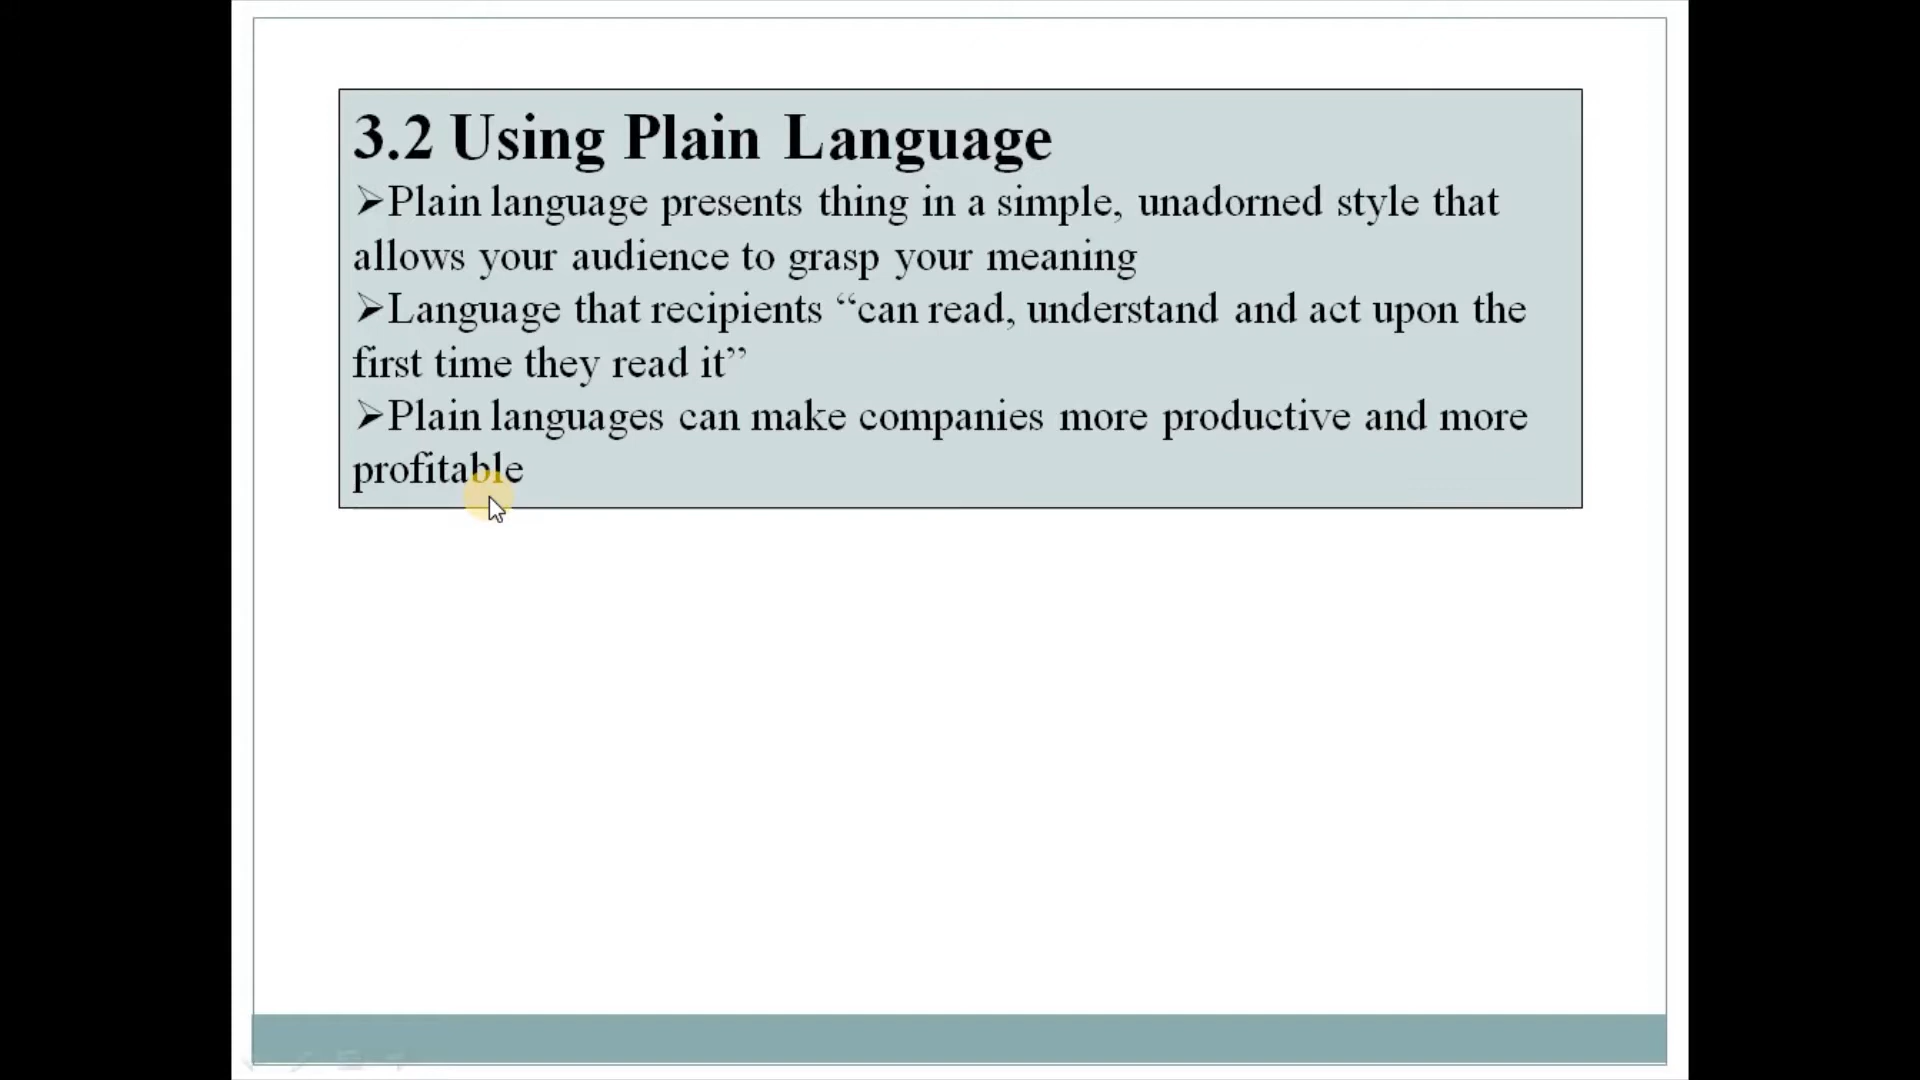 3.2 Using Plain Language
➢Plain language presents thing in a simple, unadorned style that
allows your audience to grasp your meaning
➢Language that recipients “can read, understand and act upon the
first time they read it”
➢Plain languages can make companies more productive and more
profitable